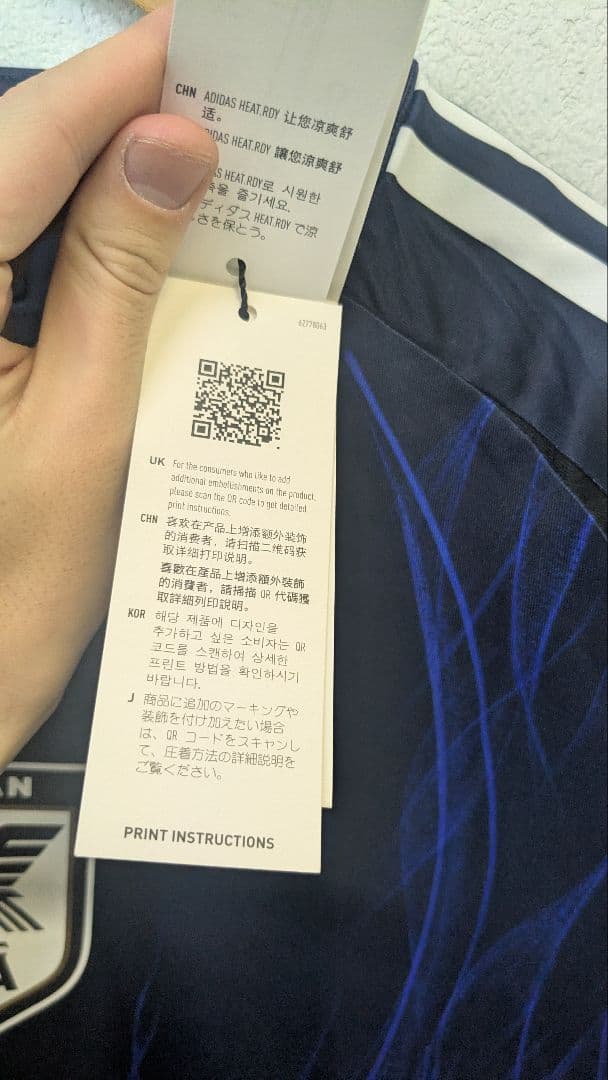 CHN ADIDAS HEAT.RDY 让您凉爽舒
适。
DIDAS HEAT.RDY 讓您涼爽舒
AS HEAT.RDY로 시원한
을 즐기세요.
ディダス HEAT.RDY で涼
さを保とう。
62779063
UK For the consumers who like to add
additional embellishments on the product,
please scan the QR code to get detailed
print instructions.
CHN 喜欢在产品上增添额外装饰
的消费者，请扫描二维码获
取详细打印说明。
喜歡在產品上增添額外裝飾
的消費者，請掃描 QR 代碼獲
取詳細列印說明。
KOR 해당 제품에 디자인을
추가하고 싶은 소비자는 QR
코드를 스캔하여 상세한
프린트 방법을 확인하시기
바랍니다.
J 商品に追加のマーキングや
装飾を付け加えたい場合
は、QR コードをスキャンし
て、圧着方法の詳細説明を
ご覧ください。
PRINT INSTRUCTIONS
AN
A